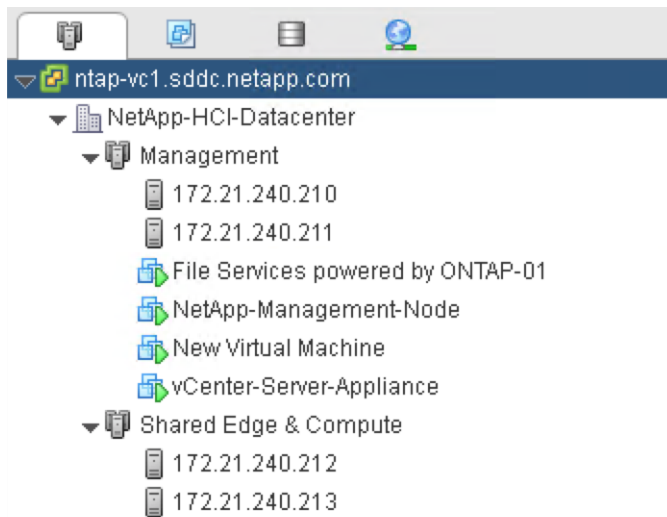 ntap-vc1.sddc.netapp.com
NetApp-HCI-Datacenter
Management
172.21.240.210
172.21.240.211
File Services powered by ONTAP-01
NetApp-Management-Node
New Virtual Machine
vCenter-Server-Appliance
Shared Edge & Compute
172.21.240.212
172.21.240.213